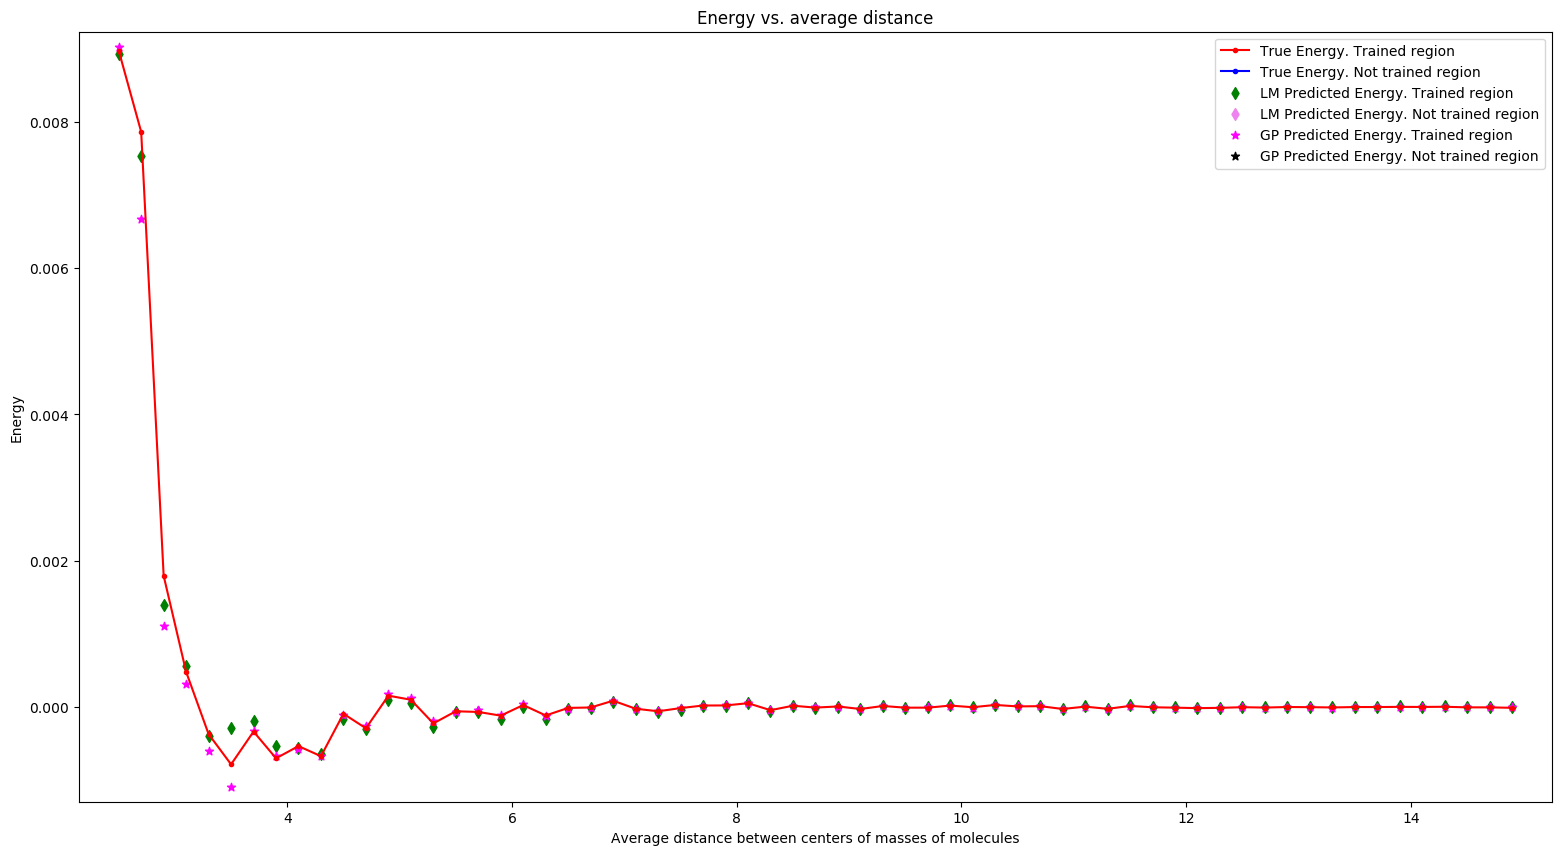 Energy vs. average distance
True Energy. Trained region
True Energy. Not trained region
LM Predicted Energy. Trained region
LM Predicted Energy. Not trained region
GP Predicted Energy. Trained region
GP Predicted Energy. Not trained region
0.008
0.006
0.004
0.002
0.000
Energy
4 6 8 10 12 14
Average distance between centers of masses of molecules